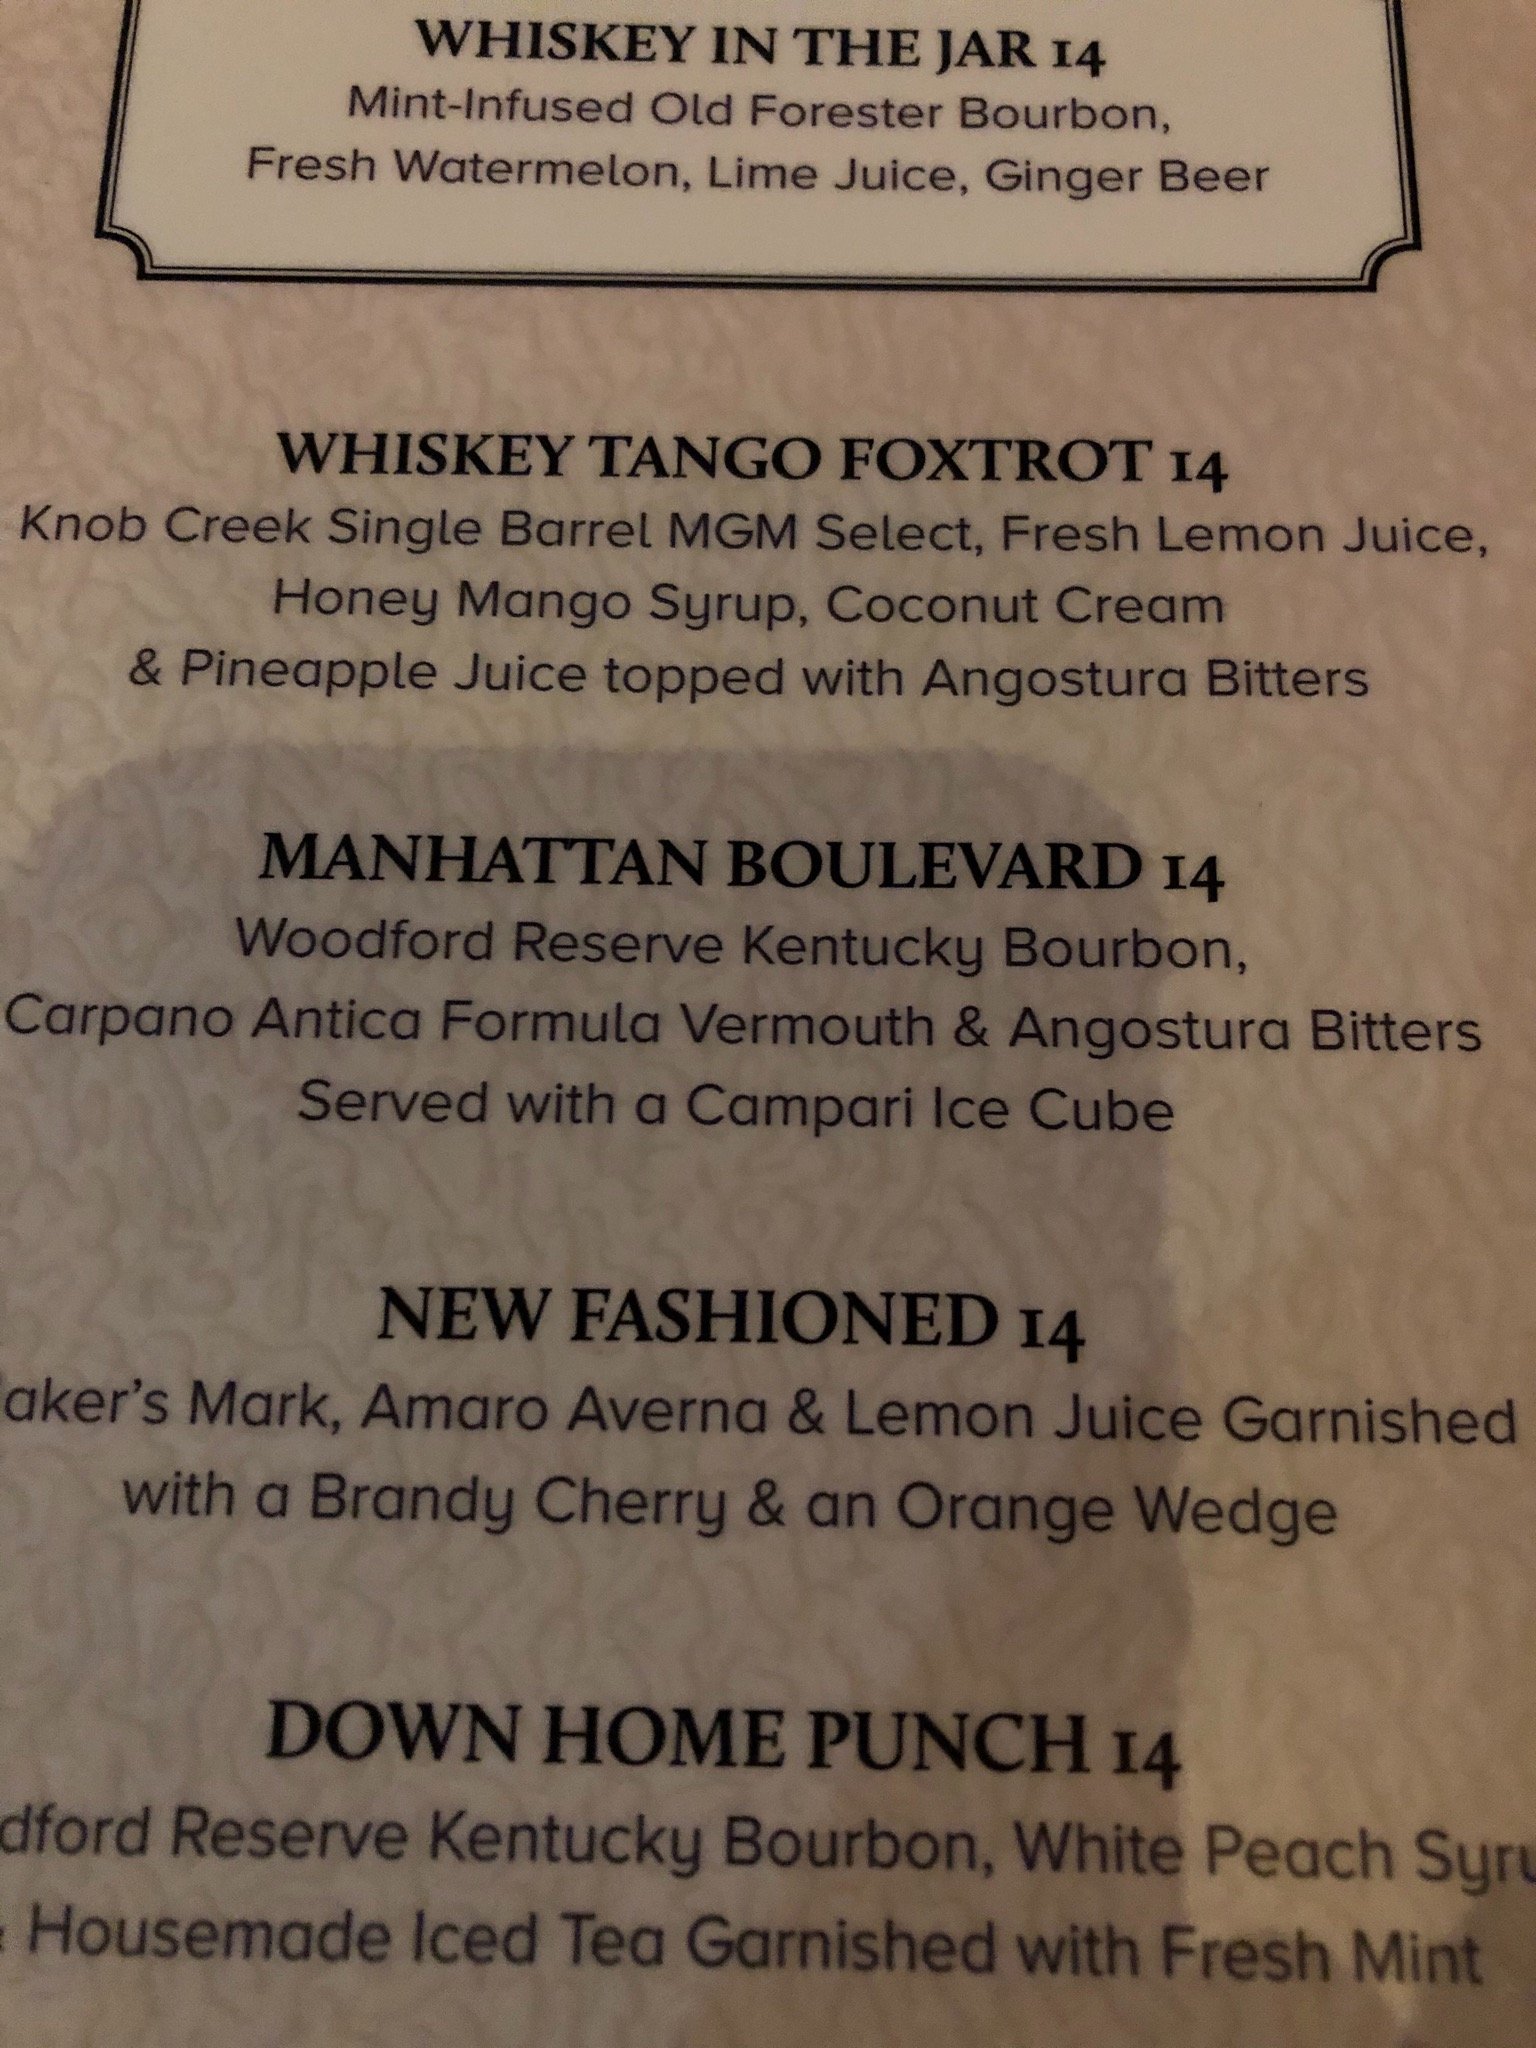 WHISKEY IN THE JAR 14
Mint-Infused Old Forester Bourbon,
Fresh Watermelon, Lime Juice, Ginger Beer
WHISKEY TANGO FOXTROT 14
Knob Creek Single Barrel MGM Select, Fresh Lemon Juice,
Honey Mango Syrup, Coconut Cream
& Pineapple Juice topped with Angostura Bitters
MANHATTAN BOULEVARD 14
Woodford Reserve Kentucky Bourbon,
Carpano Antica Formula Vermouth & Angostura Bitters
Served with a Campari Ice Cube
NEW FASHIONED 14
aker's Mark, Amaro Averna & Lemon Juice Garnished
with a Brandy Cherry & an Orange Wedge
DOWN HOME PUNCH 14
dford Reserve Kentucky Bourbon, White Peach Syru
Housemade Iced Tea Garnished with Fresh Mint